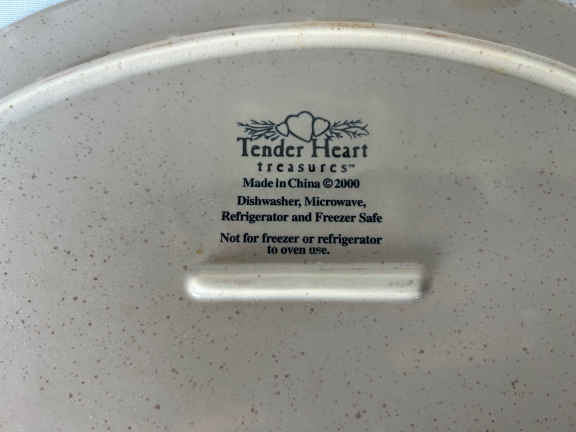 Tender Heart
treasures™
Made in China © 2000
Dishwasher, Microwave,
Refrigerator and Freezer Safe
Not for freezer or refrigerator
to oven use.